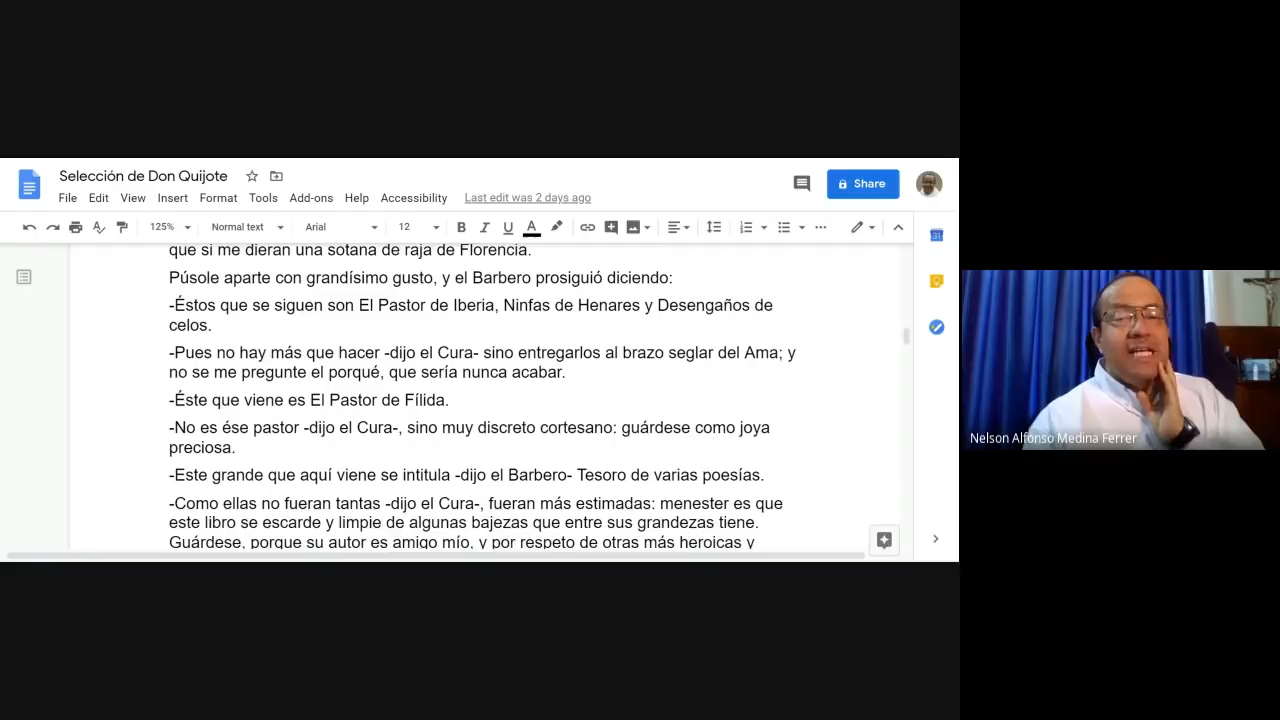 Selección de Don Quijote
File Edit View Insert Format Tools Add-ons Help Accessibility Last edit was 2 days ago
Share
125% Normal text Arial 12 B I U A
que si me dieran una sotana de raja de Florencia.
Púsole aparte con grandísimo gusto, y el Barbero prosiguió diciendo:
-Éstos que se siguen son El Pastor de Iberia, Ninfas de Henares y Desengaños de
celos.
-Pues no hay más que hacer -dijo el Cura- sino entregarlos al brazo seglar del Ama; y
no se me pregunte el porqué, que sería nunca acabar.
-Éste que viene es El Pastor de Fílida.
-No es ése pastor -dijo el Cura-, sino muy discreto cortesano: guárdese como joya
preciosa.
-Este grande que aquí viene se intitula -dijo el Barbero- Tesoro de varias poesías.
-Como ellas no fueran tantas -dijo el Cura-, fueran más estimadas: menester es que
este libro se escarde y limpie de algunas bajezas que entre sus grandezas tiene.
Guárdese, porque su autor es amigo mío, y por respeto de otras más heroicas y
31
Nelson Alfonso Medina Ferrer